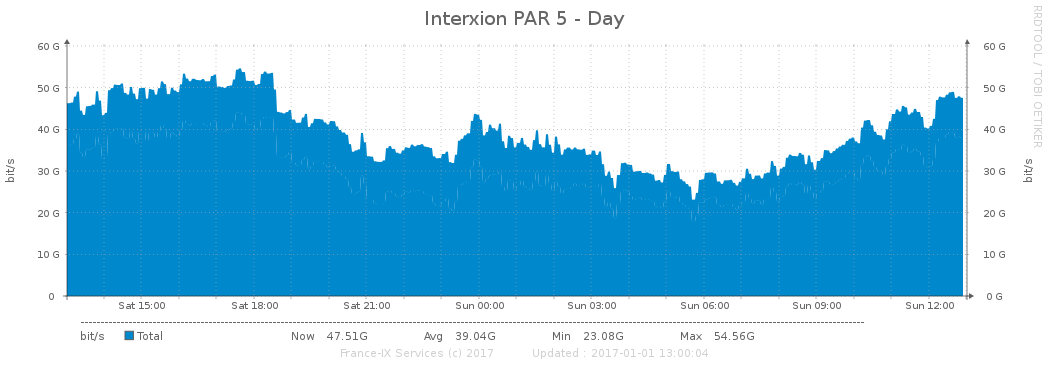 Interxion PAR 5 - Day
RRDTOOL / TOBI OETIKER
60 G 60 G
50 G 50 G
40 G 40 G
30 G 30 G
20 G 20 G
10 G 10 G
0 0 G
bit/s
bit/s
Sat 15:00 Sat 18:00 Sat 21:00 Sun 00:00 Sun 03:00 Sun 06:00 Sun 09:00 Sun 12:00
bit/s Total Now 47.51G Avg 39.04G Min 23.08G Max 54.56G
France-IX Services (c) 2017 Updated : 2017-01-01 13:00:04